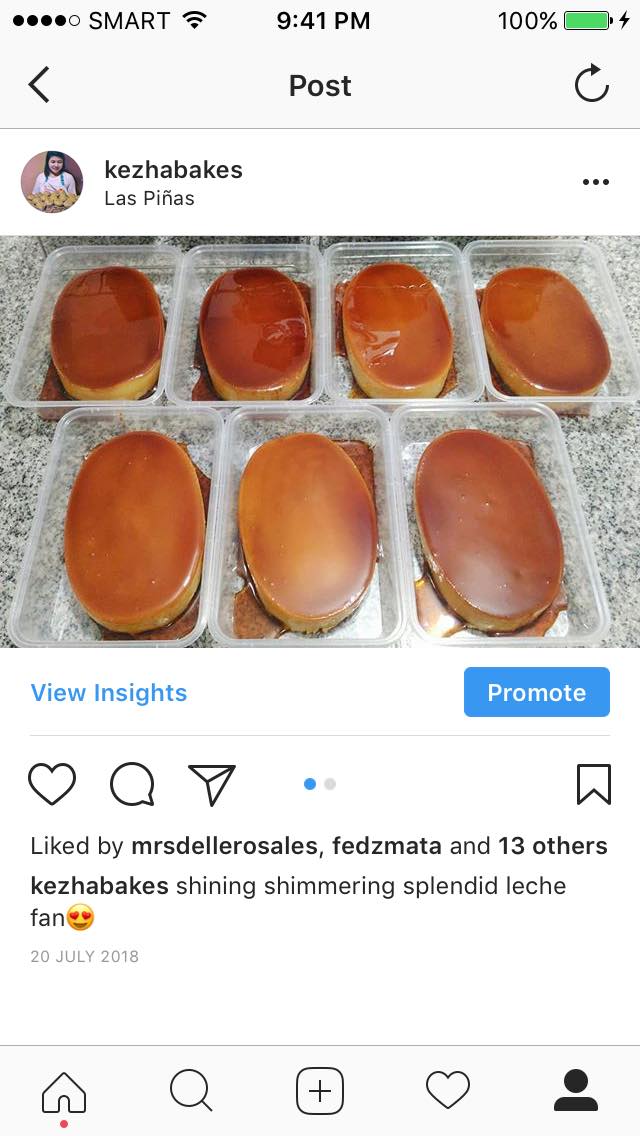 SMART 9:41 PM 100%
Post
kezhabakes
Las Piñas
View Insights Promote
Liked by mrsdellerosales, fedzmata and 13 others
kezhabakes shining shimmering splendid leche
fan😍
20 JULY 2018